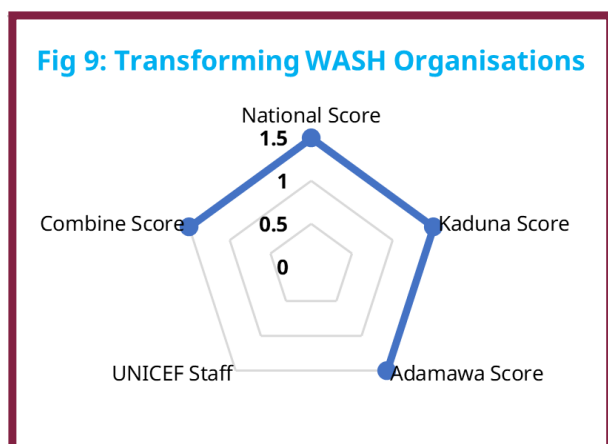 Fig 9: Transforming WASH Organisations
National Score
1.5
1
Combine Score
0.5
Kaduna Score
0
UNICEF Staff
Adamawa Score